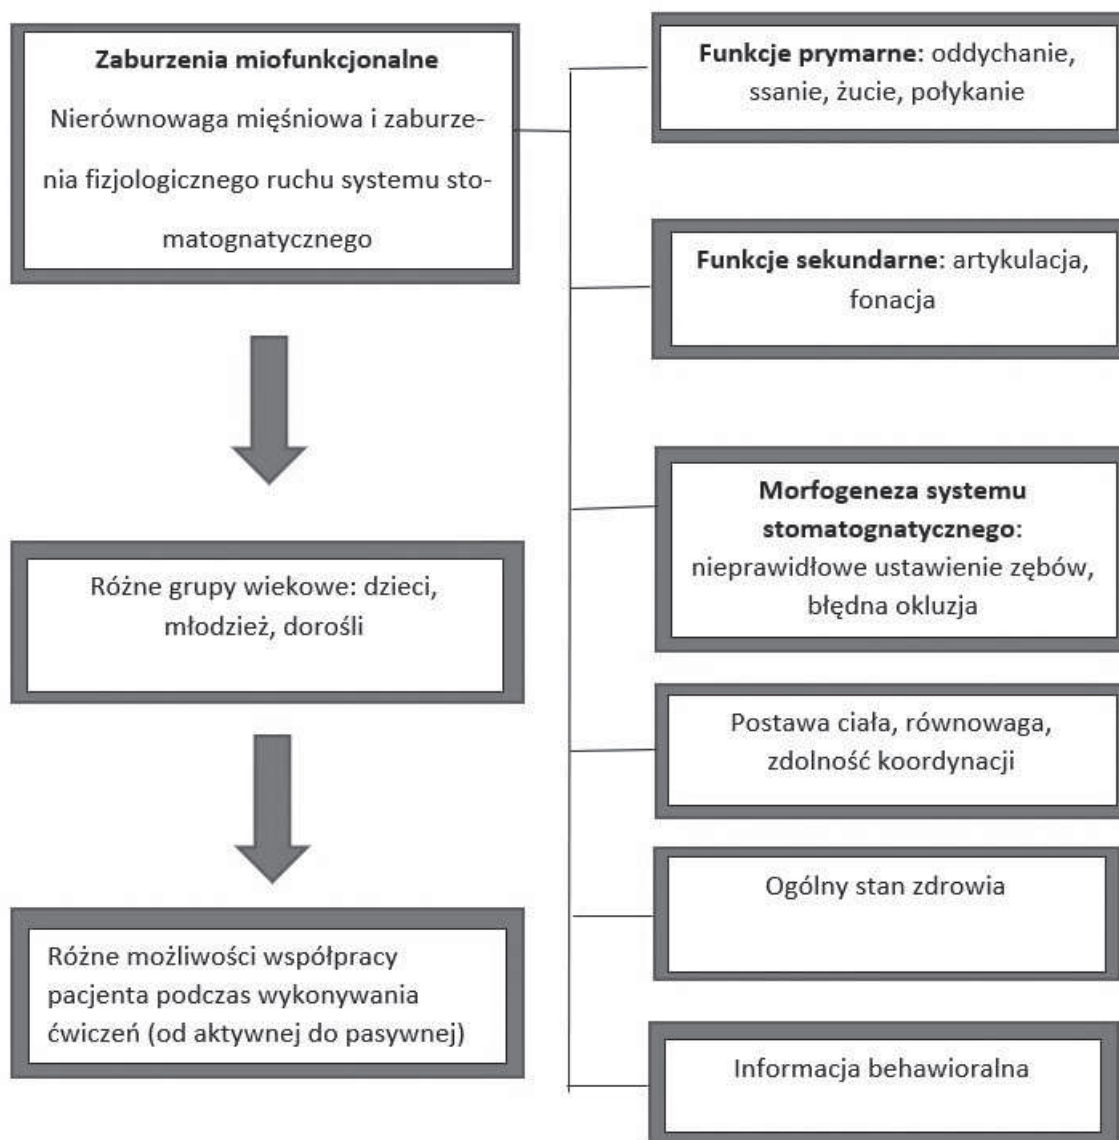 Zaburzenia miofunkcjonalne
Nierównowaga mięśniowa i zaburze-
nia fizjologicznego ruchu systemu sto-
matognatycznego
Różne grupy wiekowe: dzieci,
młodzież, dorośli
Różne możliwości współpracy
pacjenta podczas wykonywania
ćwiczeń (od aktywnej do pasywnej)
Funkcje prymarne: oddychanie,
ssanie, żucie, połykanie
Funkcje sekundarne: artykulacja,
fonacja
Morfogeneza systemu
stomatognatycznego:
nieprawidłowe ustawienie zębów,
błędna okluzja
Postawa ciała, równowaga,
zdolność koordynacji
Ogólny stan zdrowia
Informacja behawioralna